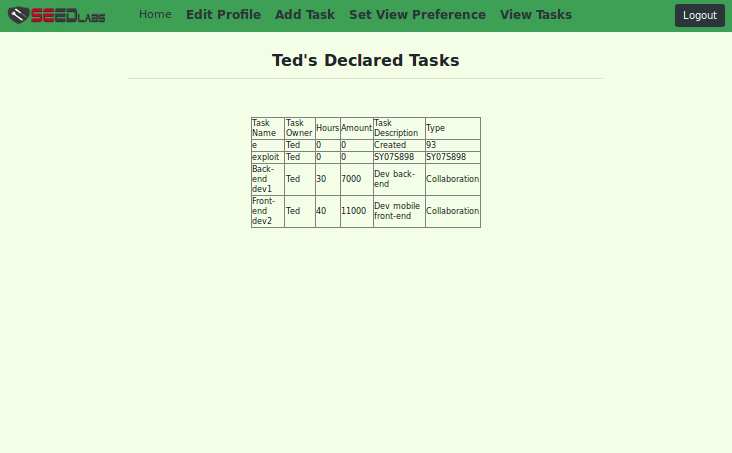 SEEDLABS Home Edit Profile Add Task Set View Preference View Tasks Logout
Ted's Declared Tasks
Task Name Task Owner Hours Amount Task Description Type
e Ted 0 0 Created 93
exploit Ted 0 0 SY07S898 SY07S898
Back-end dev1 Ted 30 7000 Dev back-end Collaboration
Front-end dev2 Ted 40 11000 Dev mobile front-end Collaboration